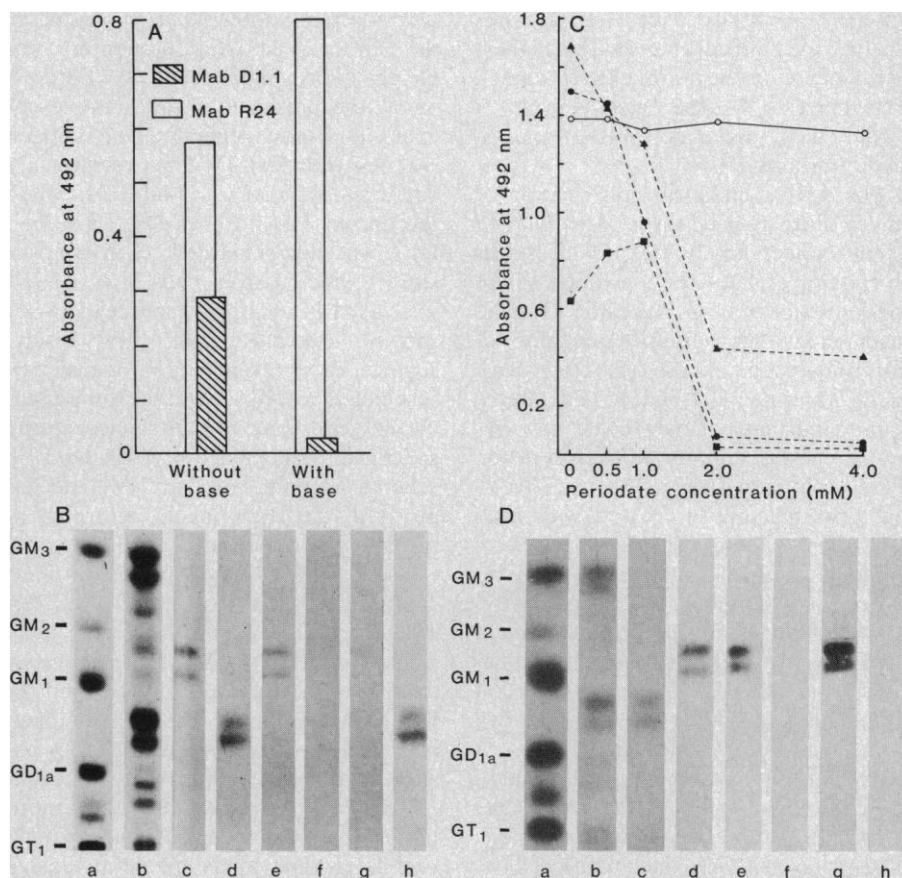 A
0.8
Mab D1.1
Mab R24
0.4
Absorbance at 492 nm
0
Without base
With base
C
1.8
1.4
1.0
0.6
0.2
Absorbance at 492 nm
0 0.5 1.0 2.0 4.0
Periodate concentration (mM)
B
GM3
GM2
GM1
GD1a
GT1
a b c d e f g h
D
GM3
GM2
GM1
GD1a
GT1
a b c d e f g h